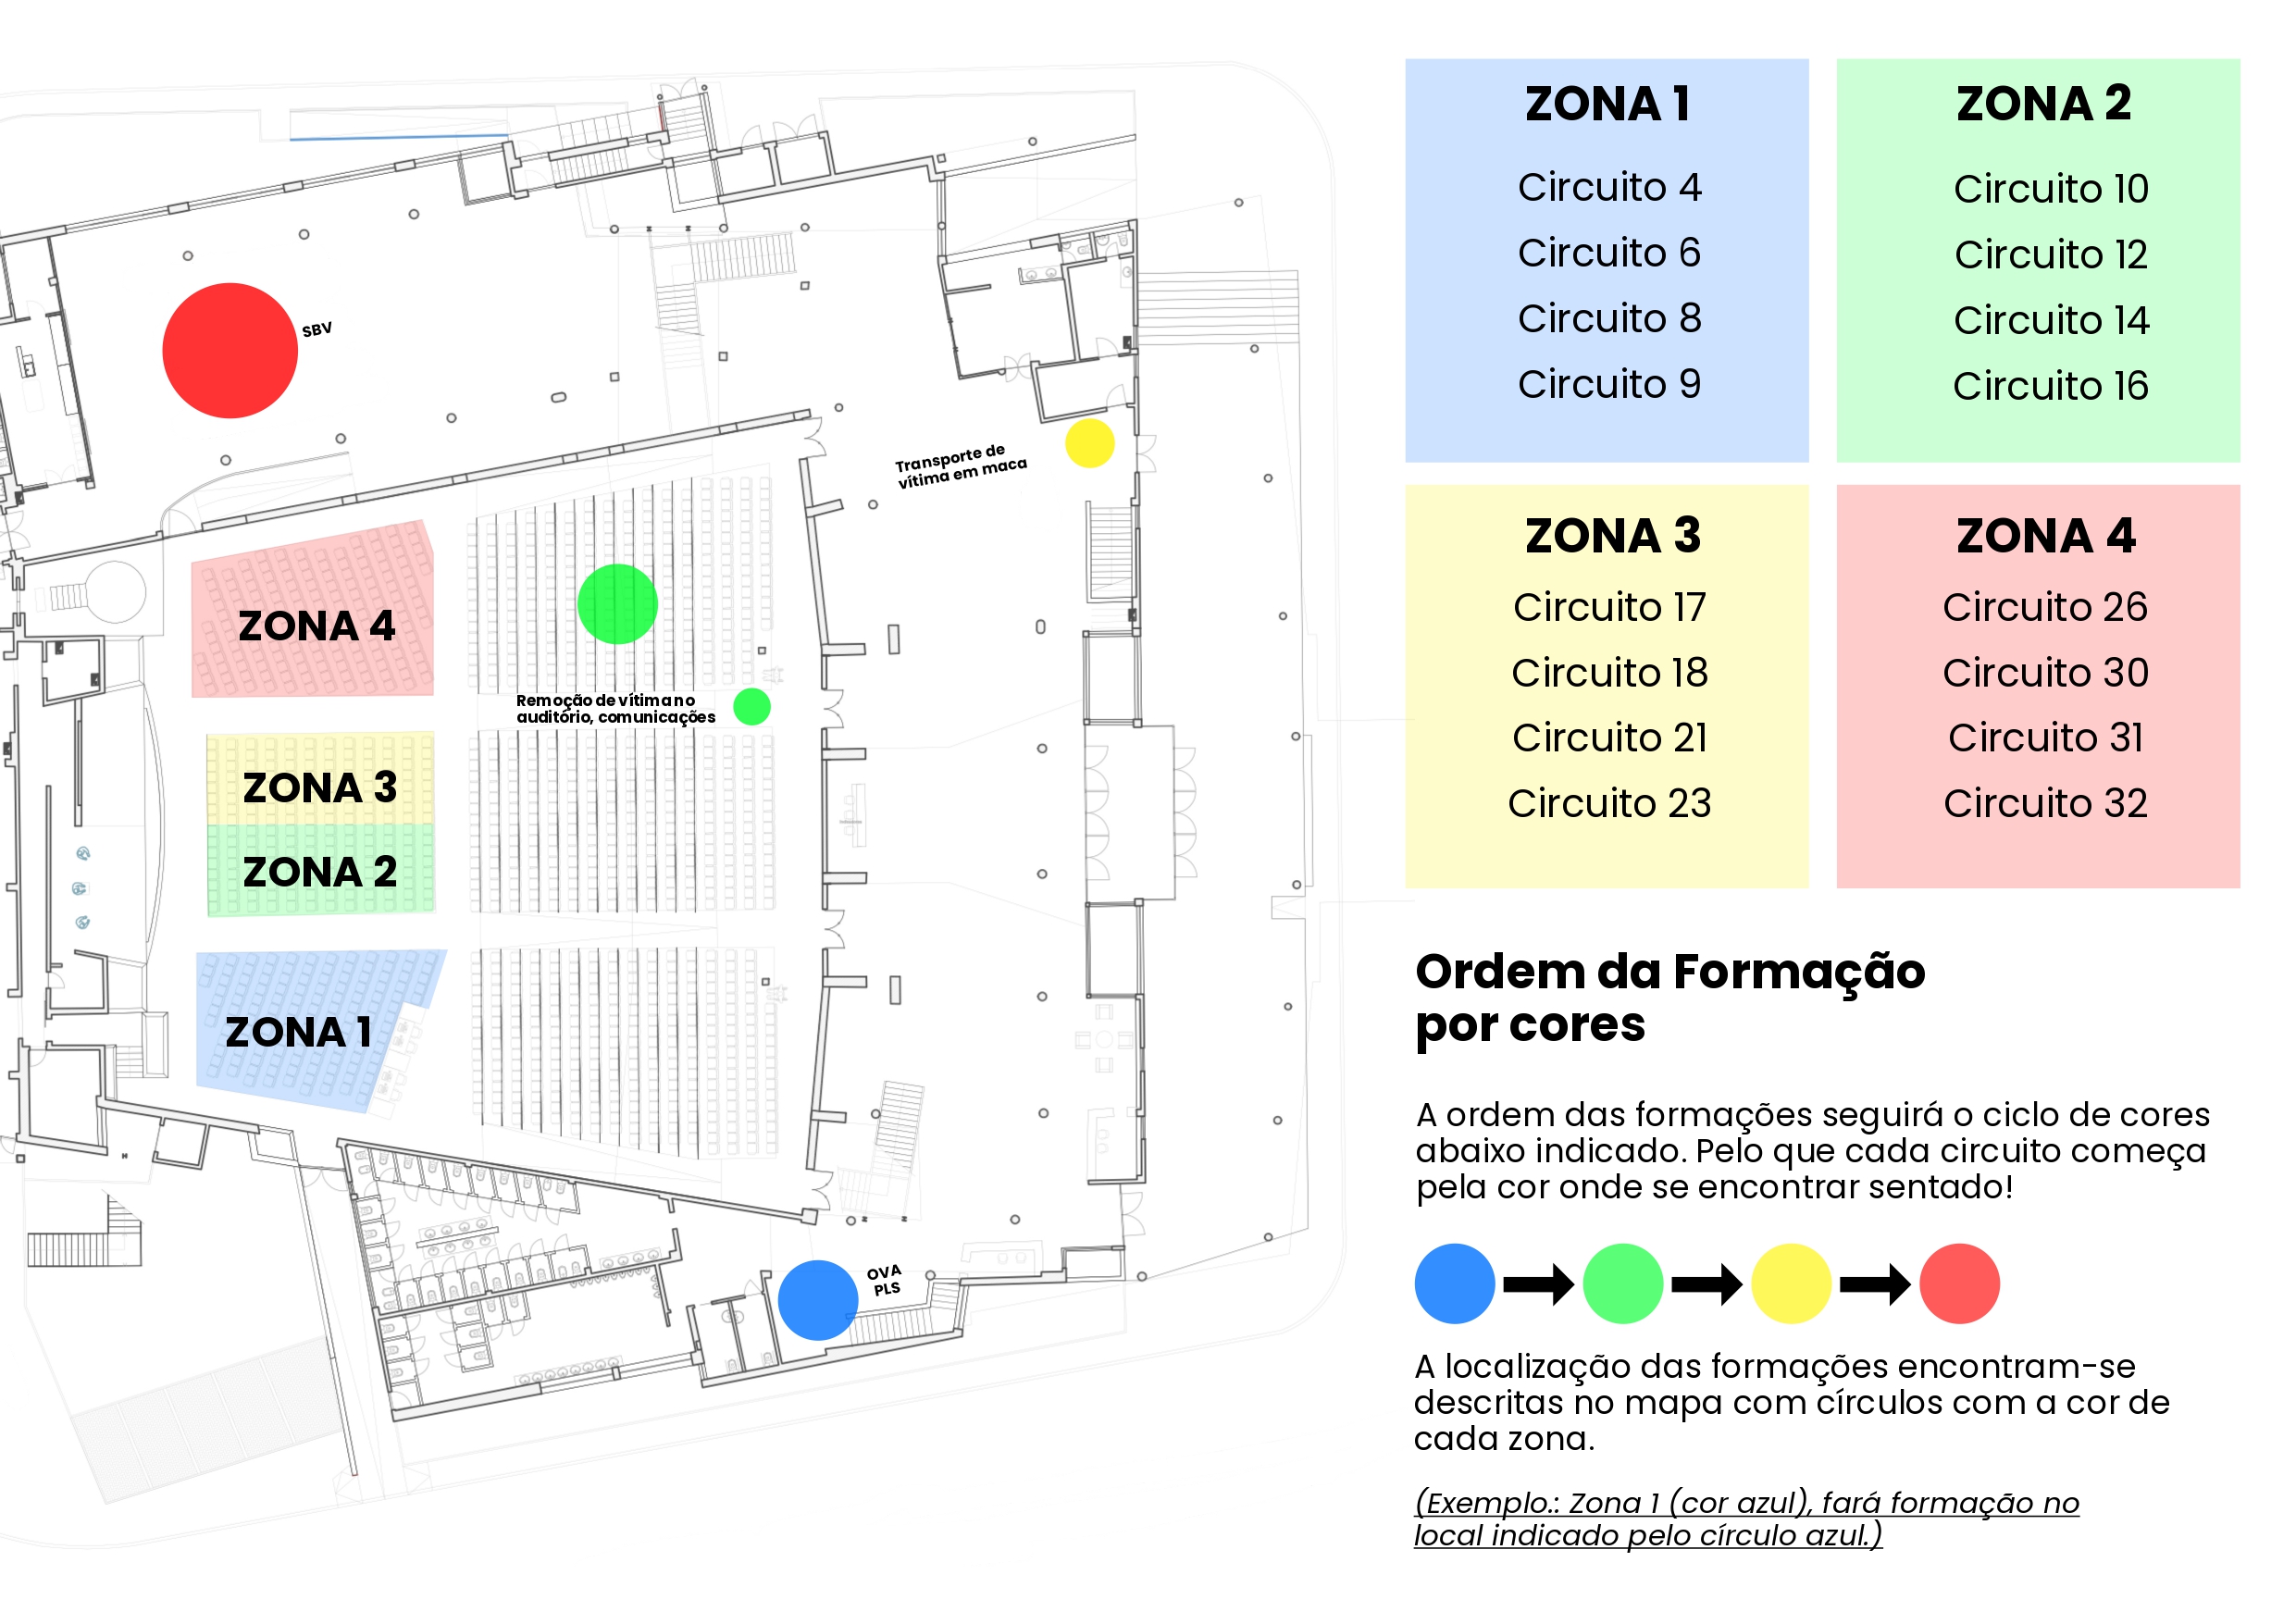 SBV
Transporte de
vítima em maca
ZONA 4
Remoção de vítima no
auditório, comunicações
ZONA 3
ZONA 2
ZONA 1
OVA
PLS
ZONA 1
Circuito 4
Circuito 6
Circuito 8
Circuito 9
ZONA 2
Circuito 10
Circuito 12
Circuito 14
Circuito 16
ZONA 3
Circuito 17
Circuito 18
Circuito 21
Circuito 23
ZONA 4
Circuito 26
Circuito 30
Circuito 31
Circuito 32
Ordem da Formação
por cores
A ordem das formações seguirá o ciclo de cores
abaixo indicado. Pelo que cada circuito começa
pela cor onde se encontrar sentado!
A localização das formações encontram-se
descritas no mapa com círculos com a cor de
cada zona.
(Exemplo.: Zona 1 (cor azul), fará formação no
local indicado pelo círculo azul.)